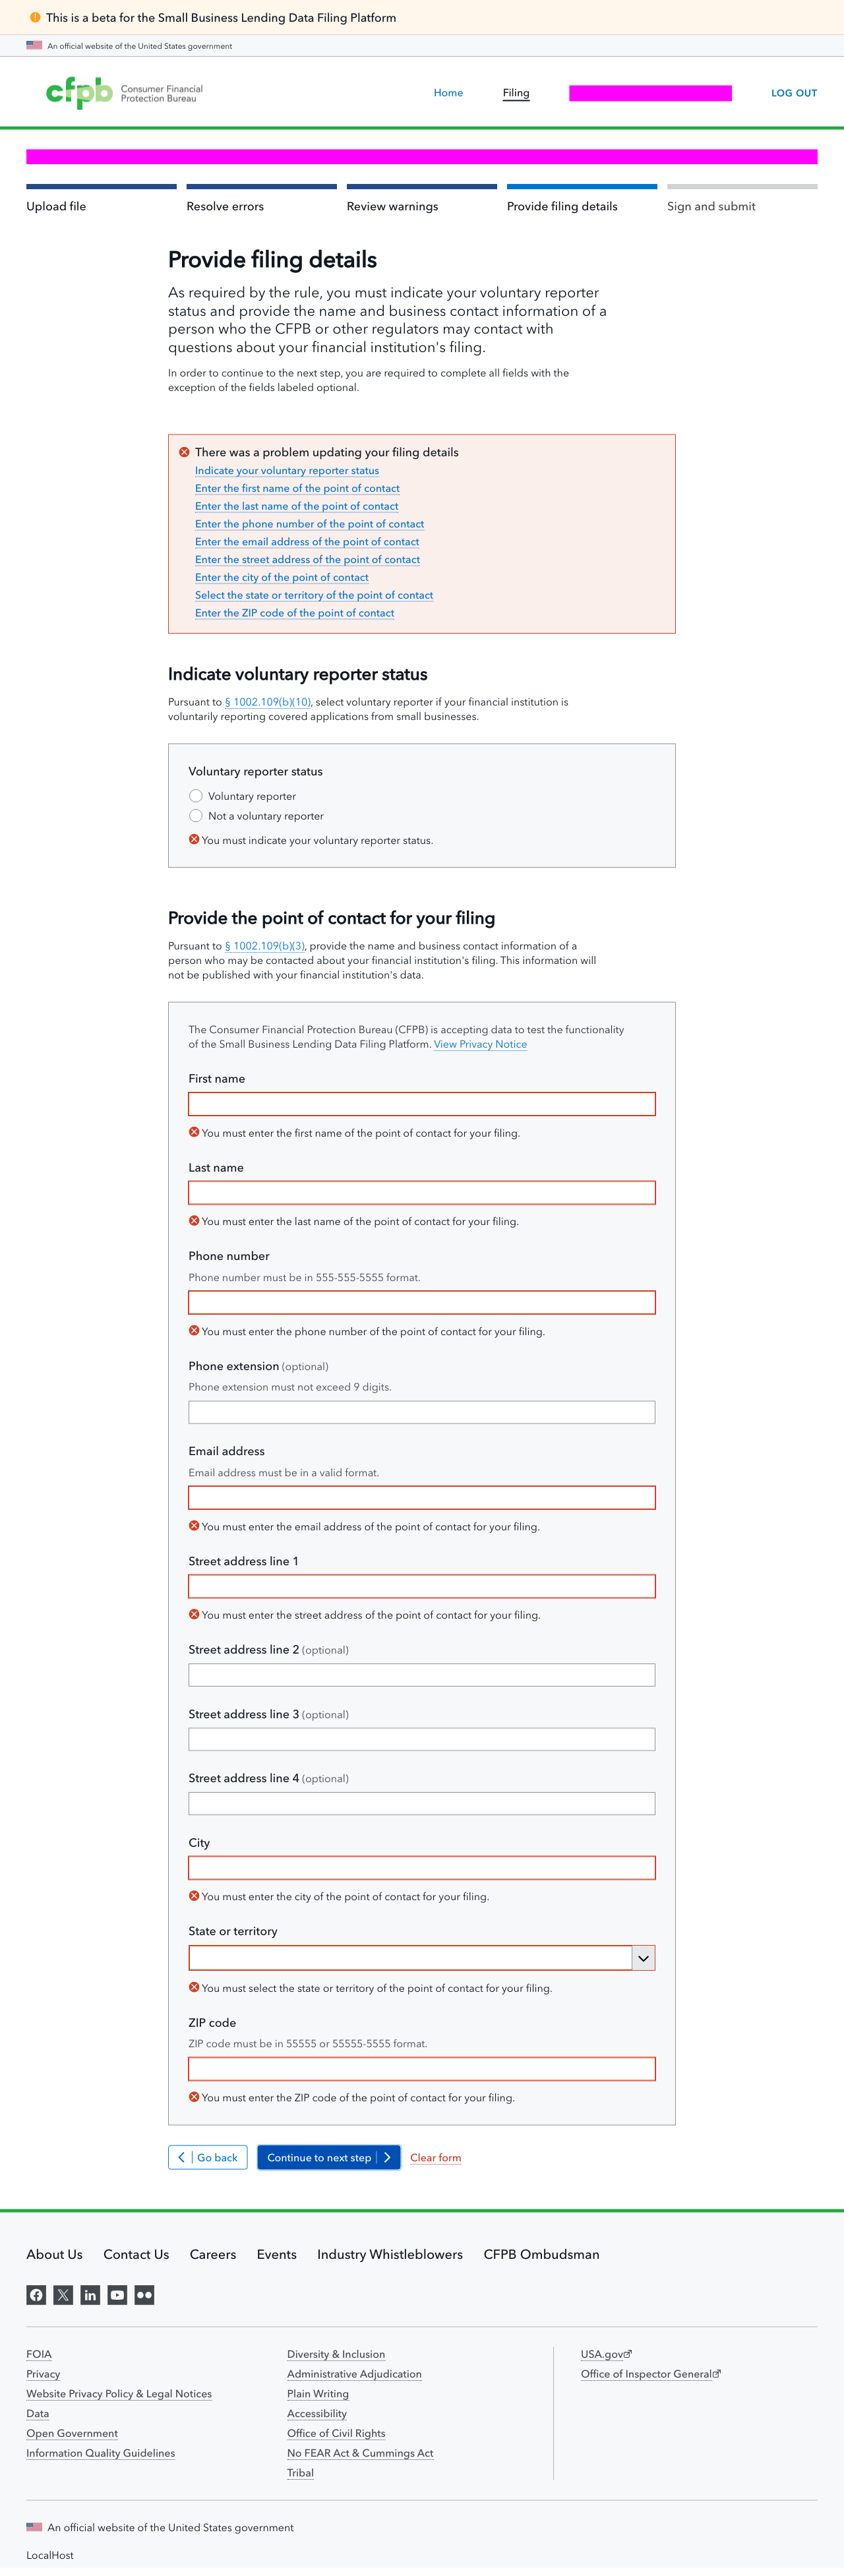 This is a beta for the Small Business Lending Data Filing Platform
An official website of the United States government
cfpb Consumer Financial
Protection Bureau
Home
Filing
LOG OUT
Upload file
Resolve errors
Review warnings
Provide filing details
Sign and submit
Provide filing details
As required by the rule, you must indicate your voluntary reporter
status and provide the name and business contact information of a
person who the CFPB or other regulators may contact with
questions about your financial institution's filing.
In order to continue to the next step, you are required to complete all fields with the
exception of the fields labeled optional.
There was a problem updating your filing details
Indicate your voluntary reporter status
Enter the first name of the point of contact
Enter the last name of the point of contact
Enter the phone number of the point of contact
Enter the email address of the point of contact
Enter the street address of the point of contact
Enter the city of the point of contact
Select the state or territory of the point of contact
Enter the ZIP code of the point of contact
Indicate voluntary reporter status
Pursuant to § 1002.109(b)(10), select voluntary reporter if your financial institution is
voluntarily reporting covered applications from small businesses.
Voluntary reporter status
Voluntary reporter
Not a voluntary reporter
You must indicate your voluntary reporter status.
Provide the point of contact for your filing
Pursuant to § 1002.109(b)(3), provide the name and business contact information of a
person who may be contacted about your financial institution's filing. This information will
not be published with your financial institution's data.
The Consumer Financial Protection Bureau (CFPB) is accepting data to test the functionality
of the Small Business Lending Data Filing Platform. View Privacy Notice
First name
You must enter the first name of the point of contact for your filing.
Last name
You must enter the last name of the point of contact for your filing.
Phone number
Phone number must be in 555-555-5555 format.
You must enter the phone number of the point of contact for your filing.
Phone extension (optional)
Phone extension must not exceed 9 digits.
Email address
Email address must be in a valid format.
You must enter the email address of the point of contact for your filing.
Street address line 1
You must enter the street address of the point of contact for your filing.
Street address line 2 (optional)
Street address line 3 (optional)
Street address line 4 (optional)
City
You must enter the city of the point of contact for your filing.
State or territory
You must select the state or territory of the point of contact for your filing.
ZIP code
ZIP code must be in 55555 or 55555-5555 format.
You must enter the ZIP code of the point of contact for your filing.
Go back
Continue to next step
Clear form
About Us
Contact Us
Careers
Events
Industry Whistleblowers
CFPB Ombudsman
FOIA
Privacy
Website Privacy Policy & Legal Notices
Data
Open Government
Information Quality Guidelines
Diversity & Inclusion
Administrative Adjudication
Plain Writing
Accessibility
Office of Civil Rights
No FEAR Act & Cummings Act
Tribal
USA.gov
Office of Inspector General
An official website of the United States government
LocalHost